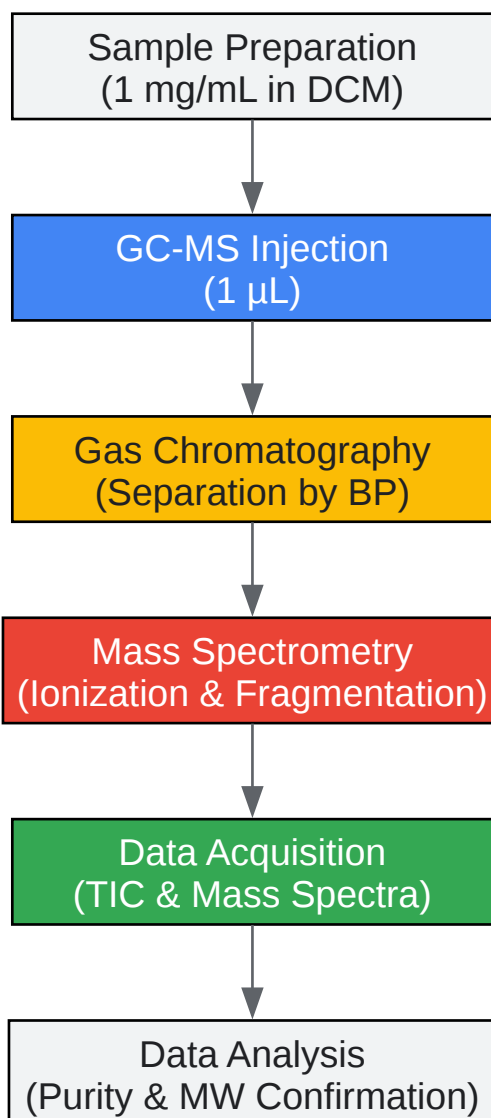 Sample Preparation
(1 mg/mL in DCM)
GC-MS Injection
(1 µL)
Gas Chromatography
(Separation by BP)
Mass Spectrometry
(Ionization & Fragmentation)
Data Acquisition
(TIC & Mass Spectra)
Data Analysis
(Purity & MW Confirmation)